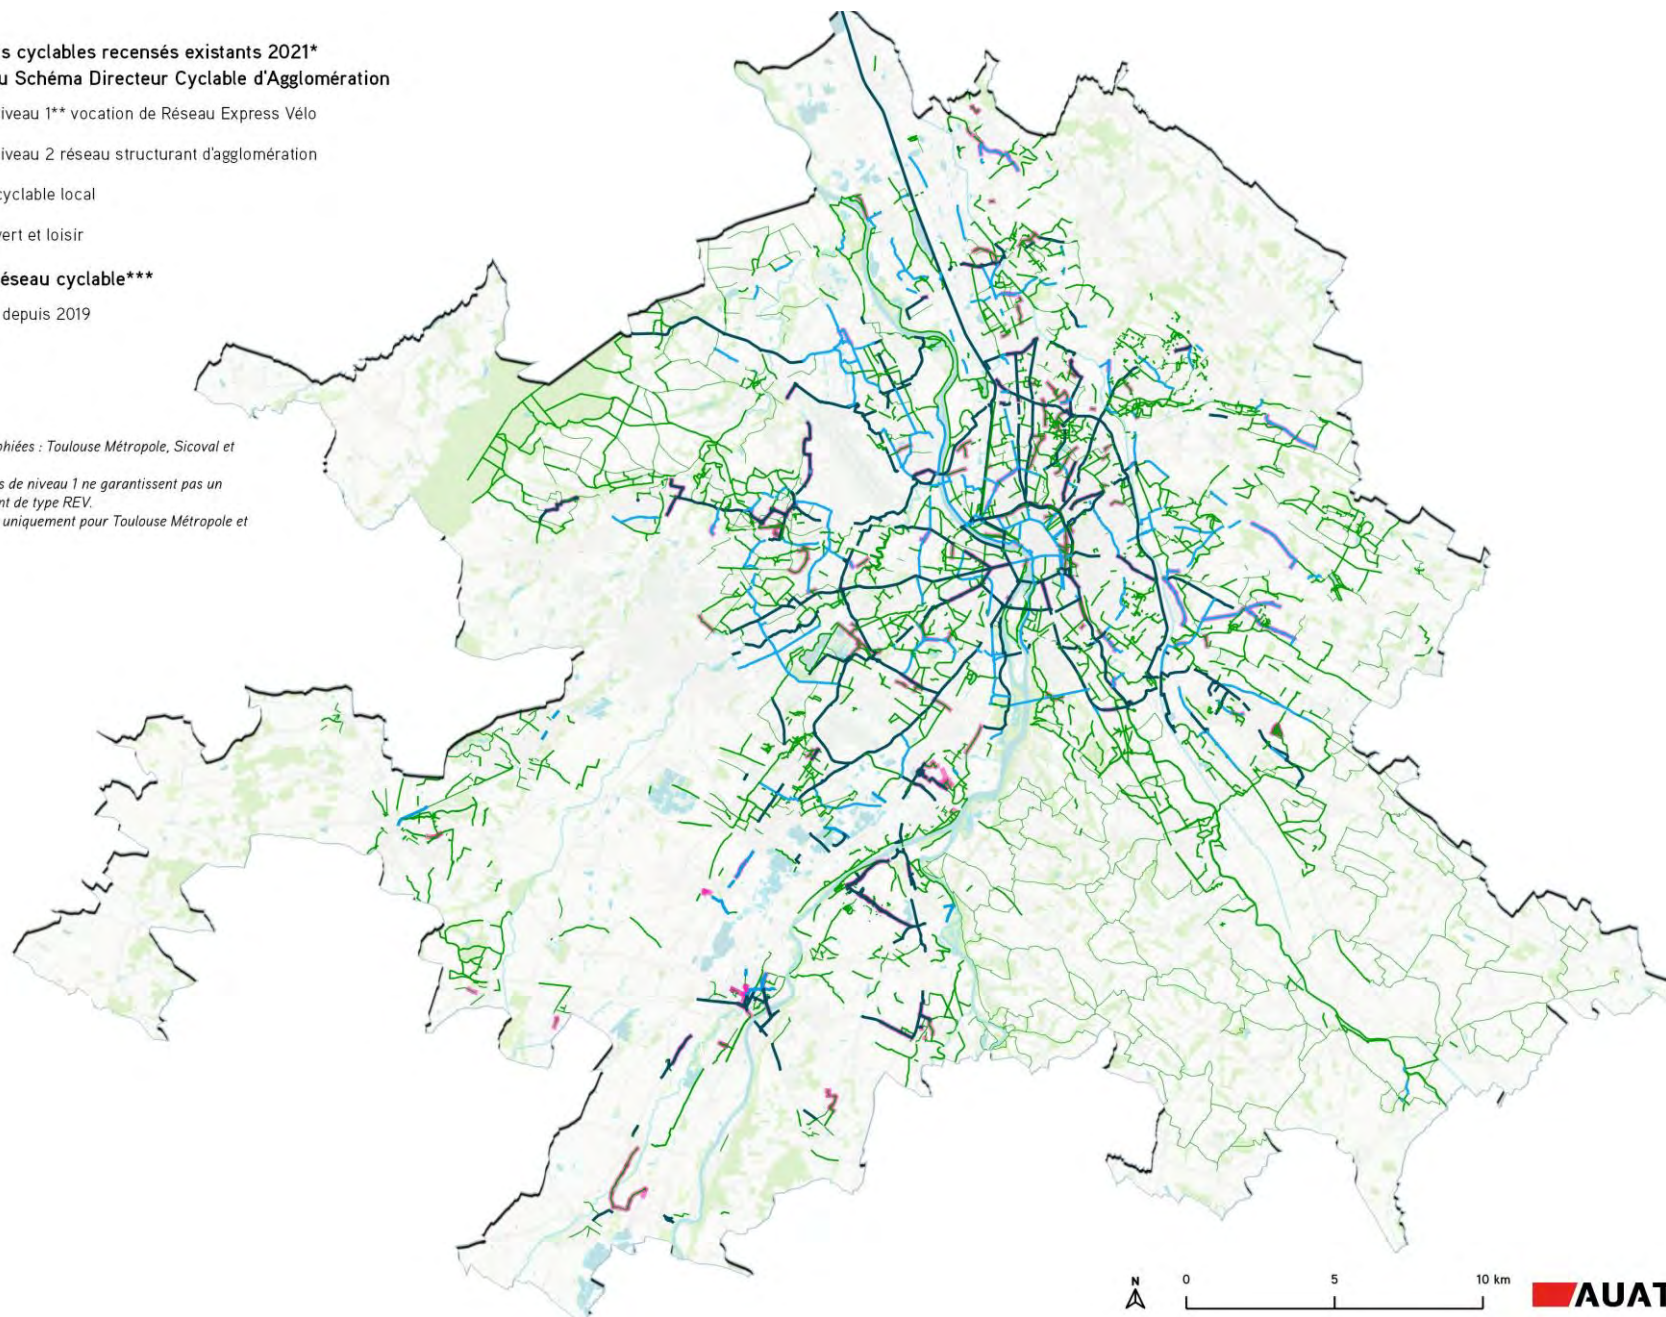 s cyclables recensés existants 2021*
u Schéma Directeur Cyclable d'Agglomération
iveau 1** vocation de Réseau Express Vélo
iveau 2 réseau structurant d'agglomération
cyclable local
vert et loisir
éseau cyclable***
depuis 2019
phiées : Toulouse Métropole, Sicoval et
s de niveau 1 ne garantissent pas un
nt de type REV.
uniquement pour Toulouse Métropole et
N
0 5 10 km
AUAT